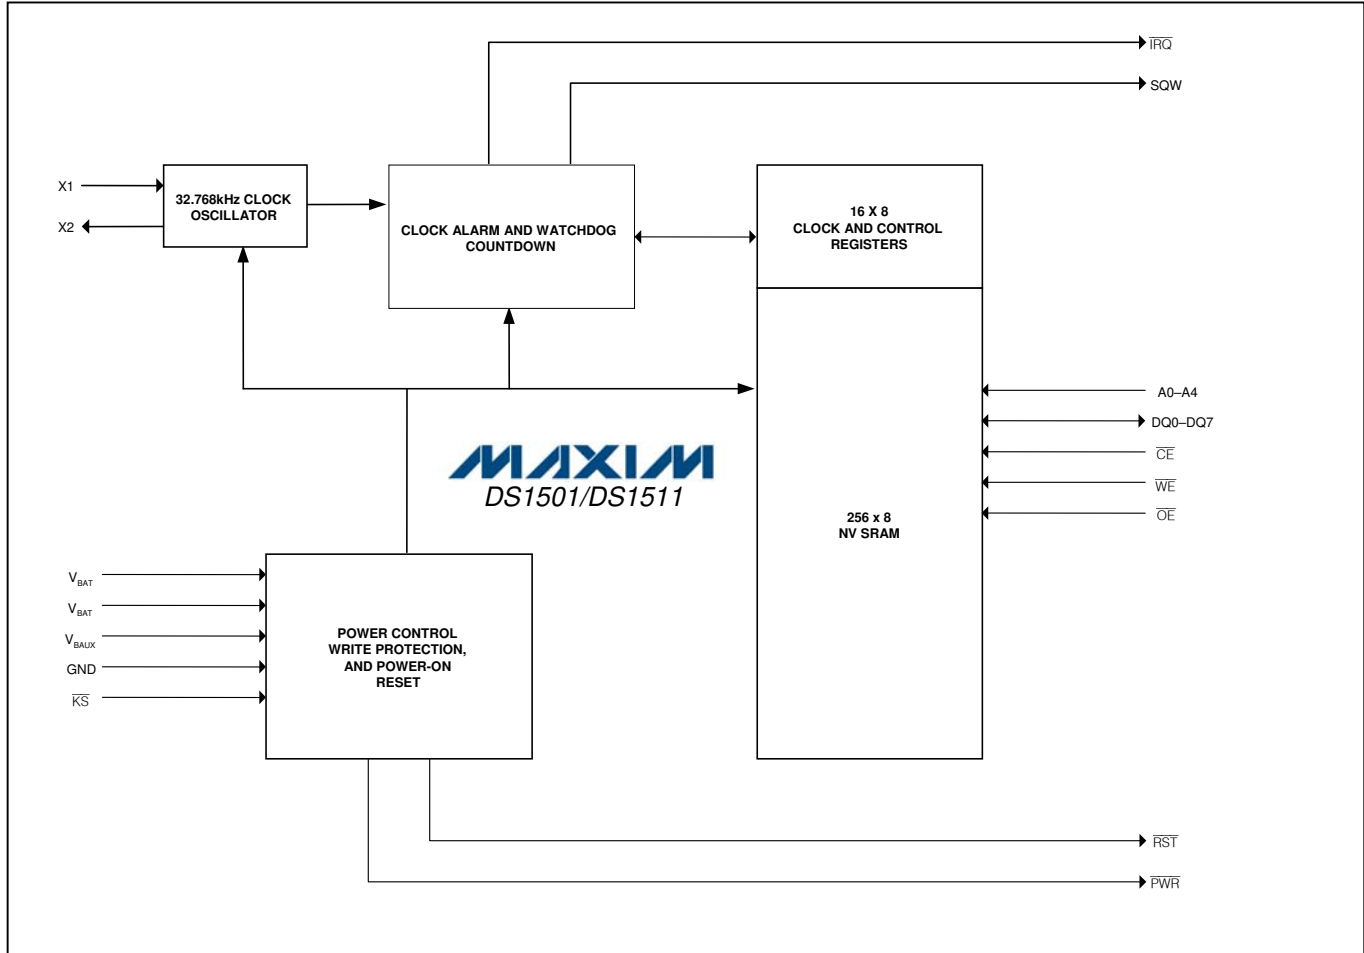 IRQ
SQW
X1
X2
32.768kHz CLOCK
OSCILLATOR
CLOCK ALARM AND WATCHDOG
COUNTDOWN
16 X 8
CLOCK AND CONTROL
REGISTERS
A0–A4
DQ0–DQ7
CE
WE
OE
256 x 8
NV SRAM
MAXIM
DS1501/DS1511
VBAT
VBAT
VBAUX
GND
KS
POWER CONTROL
WRITE PROTECTION,
AND POWER-ON
RESET
RST
PWR